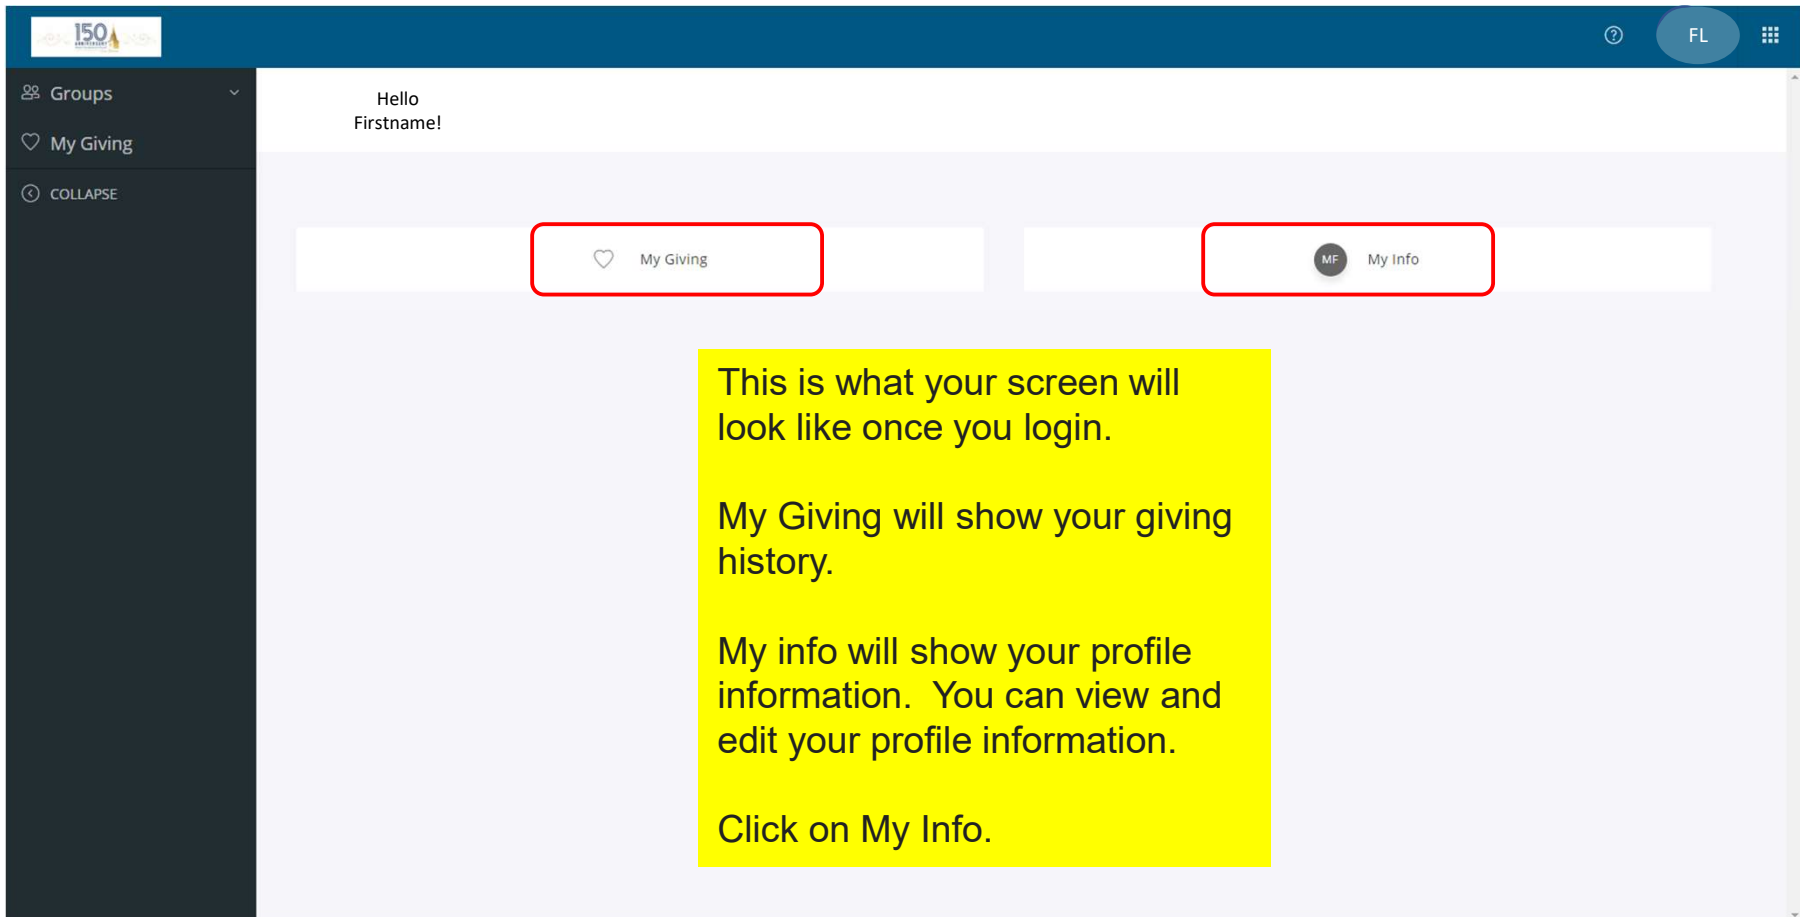 150
ANNIVERSARY
FL
Groups
My Giving
COLLAPSE
Hello
Firstname!
My Giving
MF
My Info
This is what your screen will
look like once you login.
My Giving will show your giving
history.
My info will show your profile
information.  You can view and
edit your profile information.
Click on My Info.